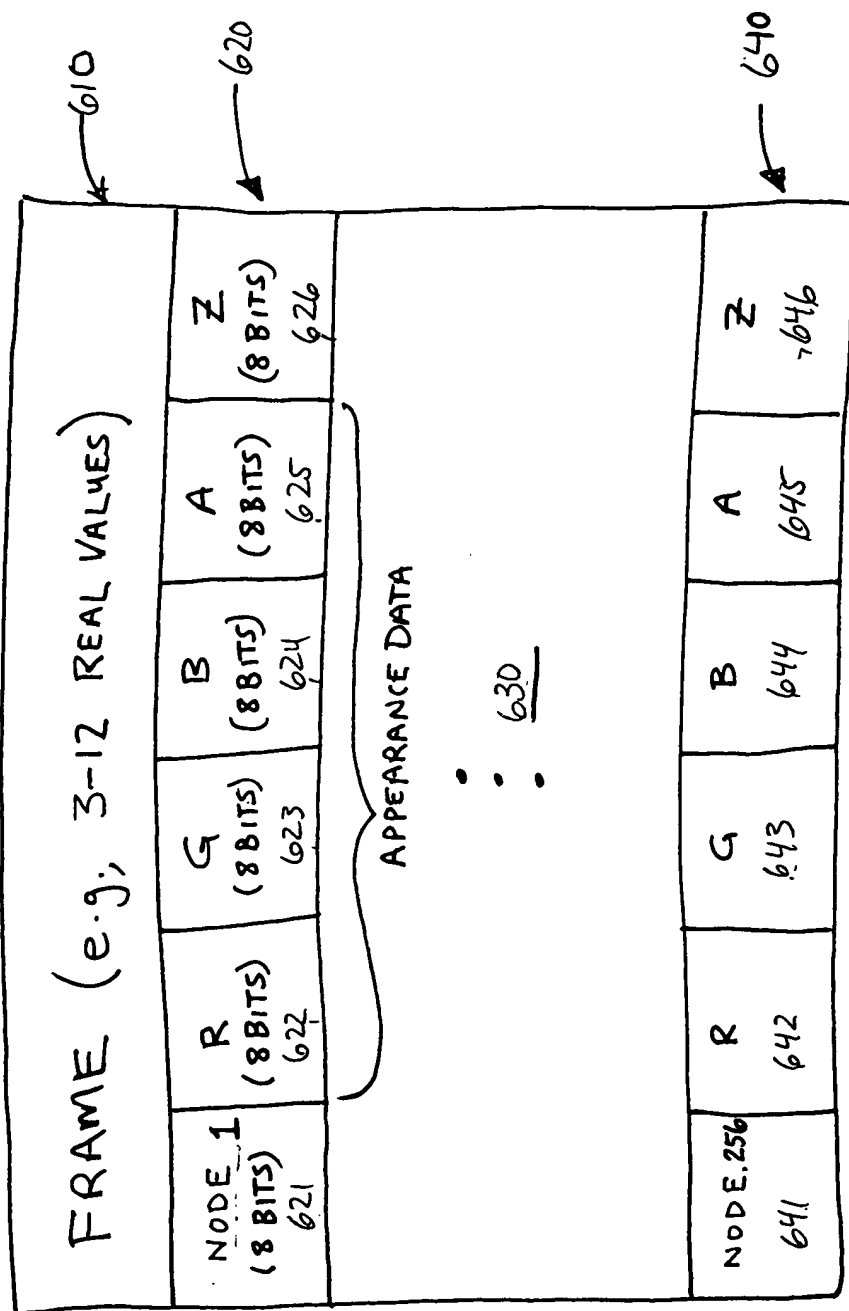 FRAME (e.g., 3-12 REAL VALUES)
610
NODE_1
(8 BITS)
621
R
(8 BITS)
622
G
(8 BITS)
623
B
(8 BITS)
624
A
(8 BITS)
625
Z
(8 BITS)
626
620
APPEARANCE DATA
630
NODE.256
641
R
642
G
643
B
644
A
645
Z
646
640